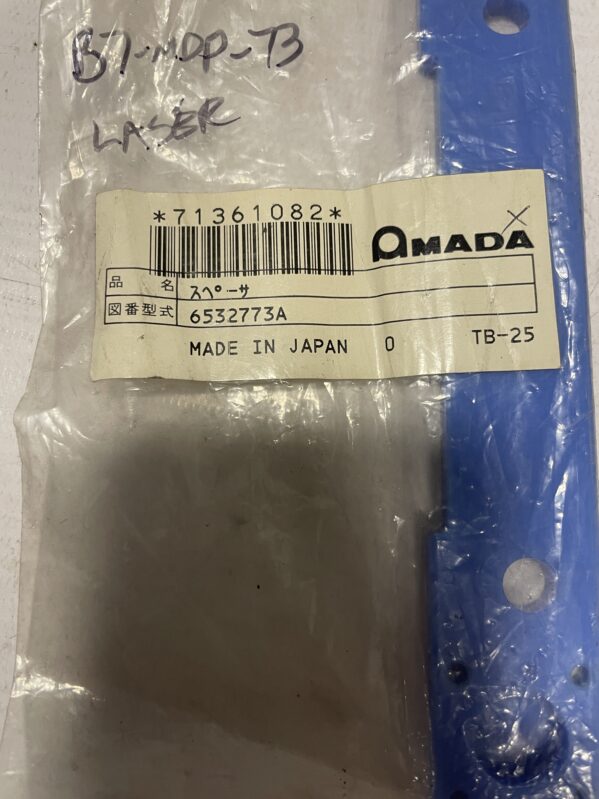 B7-MDP-T3
LASER
*71361082*
AMADA
品名 スペーサ
図番型式 6532773A
MADE IN JAPAN 0 TB-25